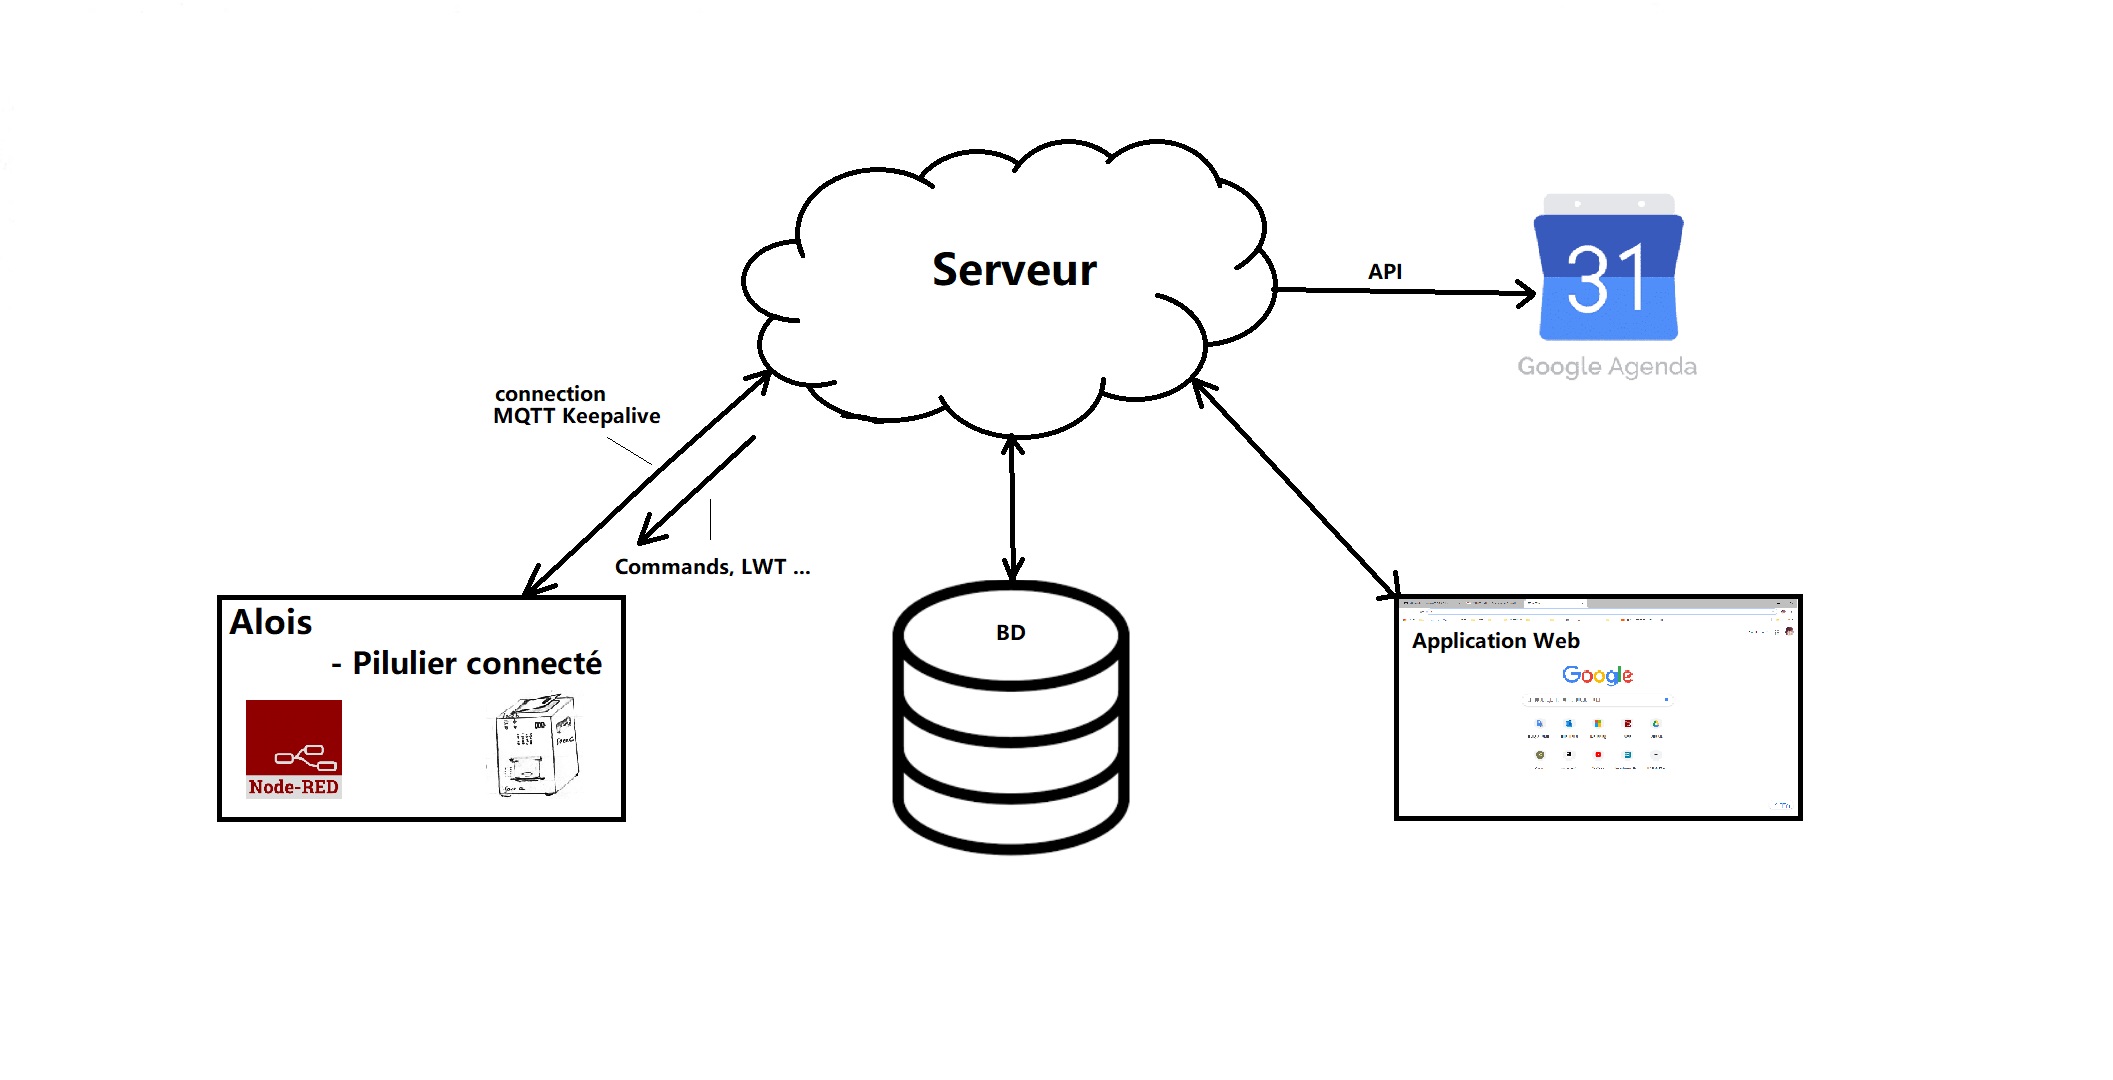 Serveur
API
31
Google Agenda
connection
MQTT Keepalive
Commands, LWT ...
Alois
- Pilulier connecté
Node-RED
BD
Application Web
Google